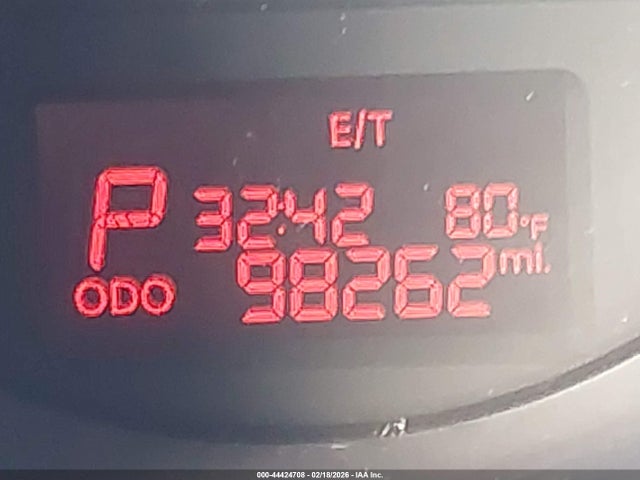 E/T
P 32:42 80°F
ODO 98262 mi.
000-44424708 - 02/18/2026 - IAA Inc.